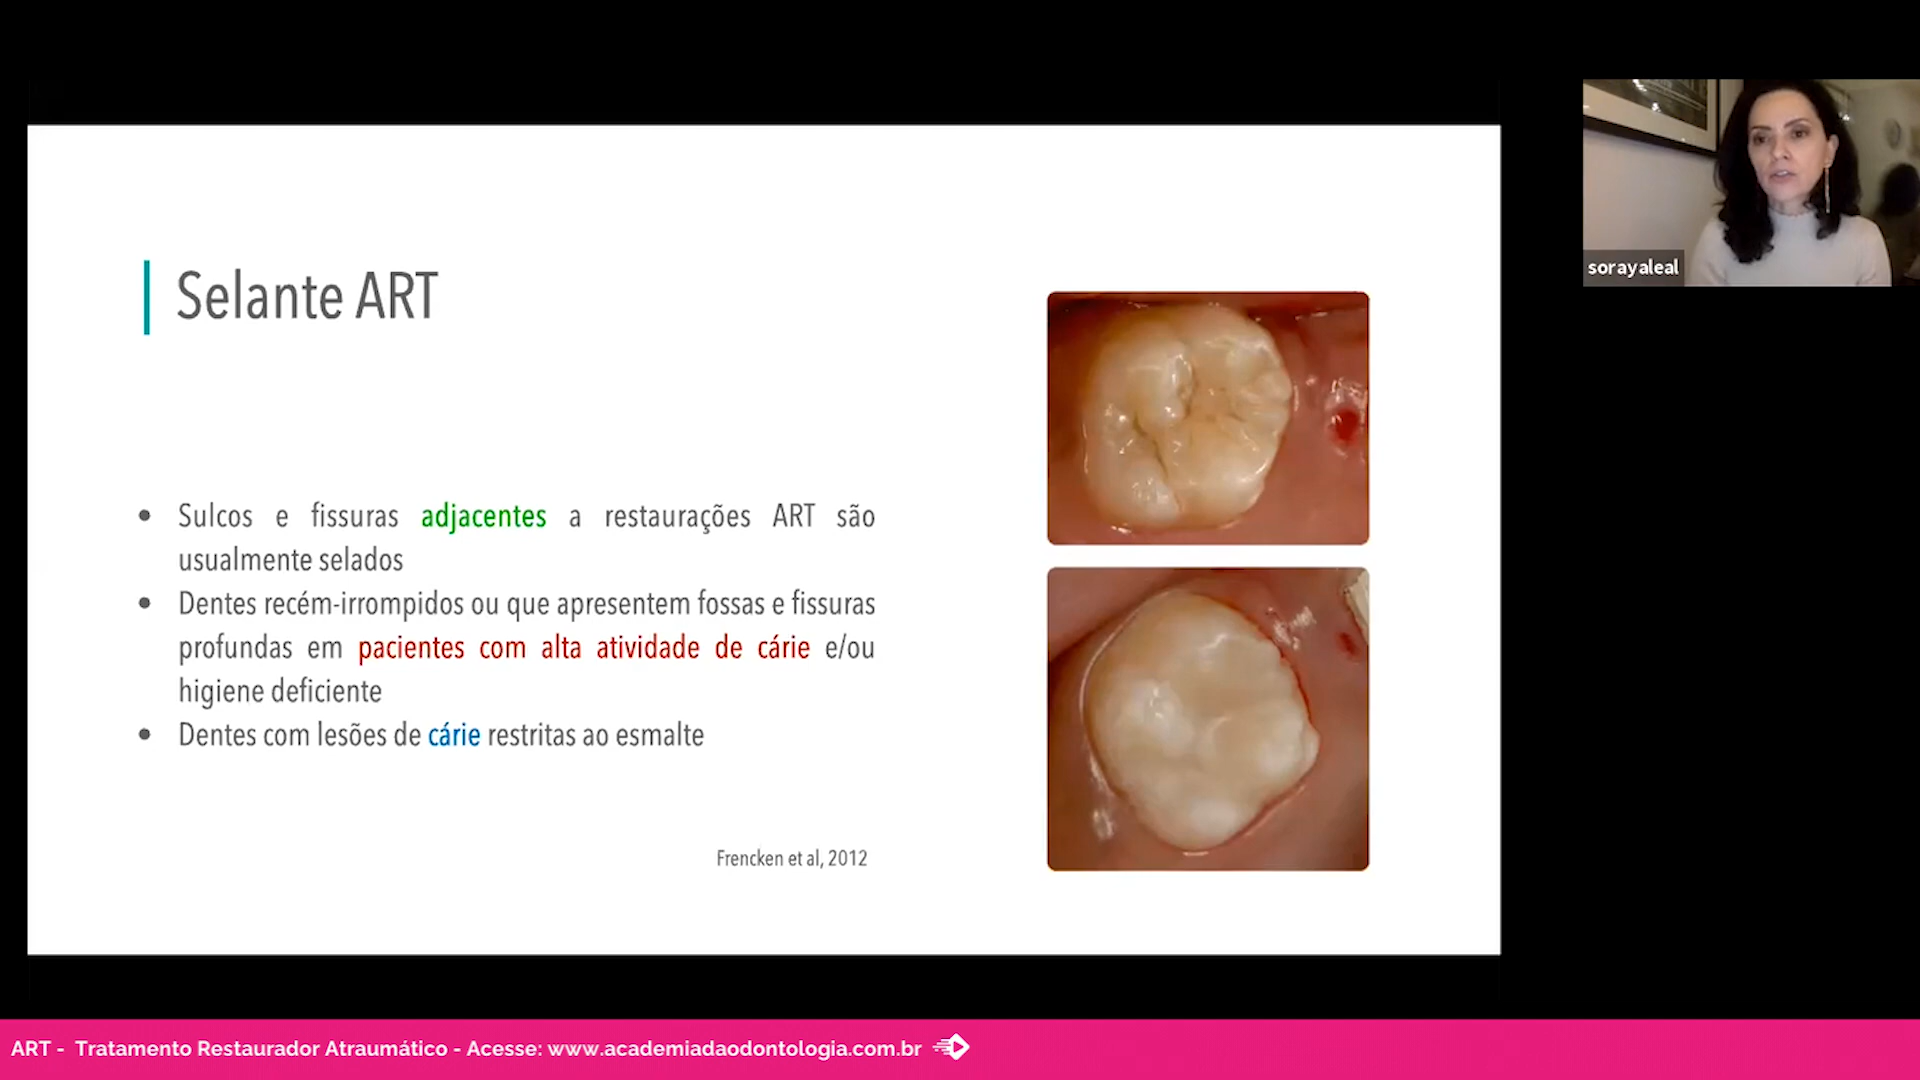 Selante ART
• Sulcos e fissuras adjacentes a restaurações ART são
usualmente selados
• Dentes recém-irrompidos ou que apresentem fossas e fissuras
profundas em pacientes com alta atividade de cárie e/ou
higiene deficiente
• Dentes com lesões de cárie restritas ao esmalte
Frencken et al, 2012
sorayaleal
ART - Tratamento Restaurador Atraumático - Acesse: www.academiadaodontologia.com.br